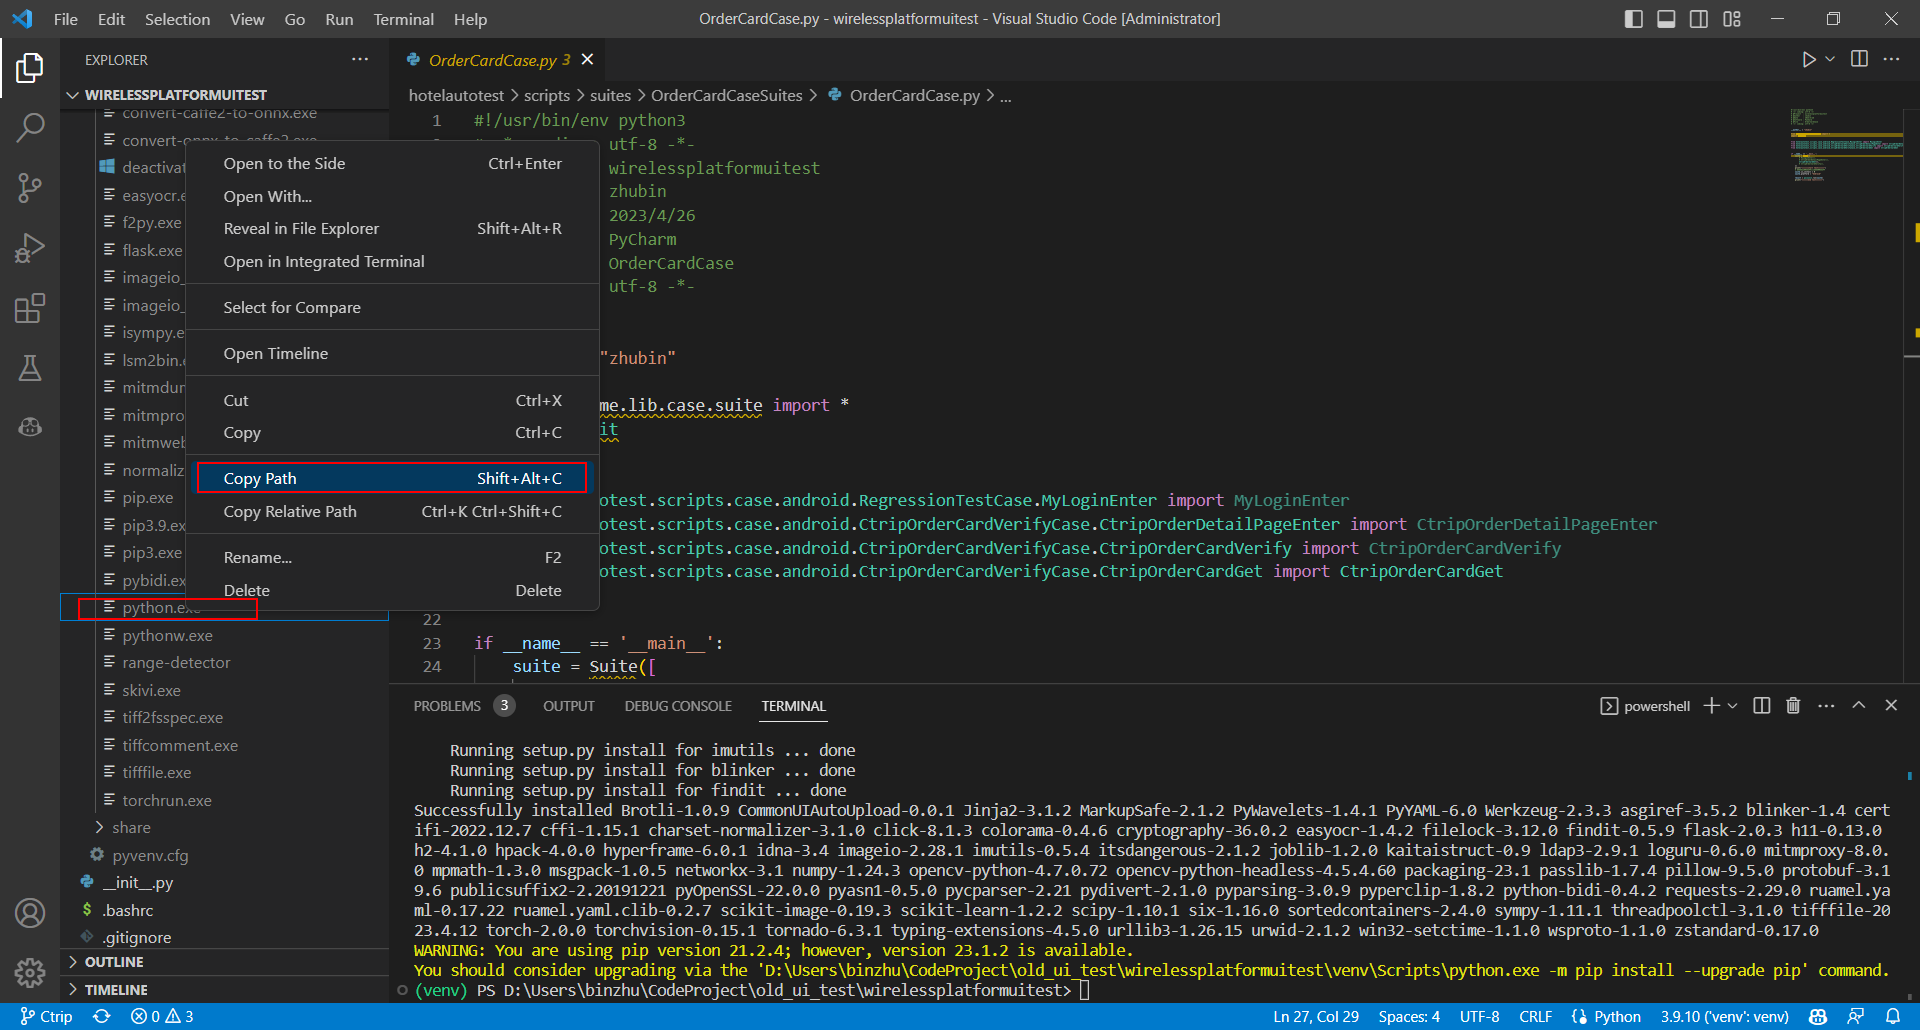 File Edit Selection View Go Run Terminal Help
OrderCardCase.py - wirelessplatformuitest - Visual Studio Code [Administrator]
EXPLORER
WIRELESSPLATFORMUITEST
convert-caffe2-to-onnx.exe
convert-onnx-to-caffe2.exe
deactivat
easyocr.e
f2py.exe
flask.exe
imageio_
imageio_
isympy.e
lsm2bin.
mitmdum
mitmpro
mitmweb
normaliz
pip.exe
pip3.9.ex
pip3.exe
pybidi.ex
python.exe
pythonw.exe
range-detector
skivi.exe
tiff2fsspec.exe
tiffcomment.exe
tifffile.exe
torchrun.exe
share
pyvenv.cfg
__init__.py
$ .bashrc
.gitignore
OUTLINE
TIMELINE
Open to the Side Ctrl+Enter
Open With...
Reveal in File Explorer Shift+Alt+R
Open in Integrated Terminal
Select for Compare
Open Timeline
Cut Ctrl+X
Copy Ctrl+C
Copy Path Shift+Alt+C
Copy Relative Path Ctrl+K Ctrl+Shift+C
Rename... F2
Delete Delete
OrderCardCase.py 3
hotelautotest > scripts > suites > OrderCardCaseSuites > OrderCardCase.py > ...
1 #!/usr/bin/env python3
utf-8 -*-
wirelessplatformuitest
zhubin
2023/4/26
PyCharm
OrderCardCase
utf-8 -*-
"zhubin"
me.lib.case.suite import *
it
otest.scripts.case.android.RegressionTestCase.MyLoginEnter import MyLoginEnter
otest.scripts.case.android.CtripOrderCardVerifyCase.CtripOrderDetailPageEnter import CtripOrderDetailPageEnter
otest.scripts.case.android.CtripOrderCardVerifyCase.CtripOrderCardVerify import CtripOrderCardVerify
otest.scripts.case.android.CtripOrderCardVerifyCase.CtripOrderCardGet import CtripOrderCardGet
22
23 if __name__ == '__main__':
24 suite = Suite([
PROBLEMS 3 OUTPUT DEBUG CONSOLE TERMINAL
powershell
Running setup.py install for imutils ... done
Running setup.py install for blinker ... done
Running setup.py install for findit ... done
Successfully installed Brotli-1.0.9 CommonUIAutoUpload-0.0.1 Jinja2-3.1.2 MarkupSafe-2.1.2 PyWavelets-1.4.1 PyYAML-6.0 Werkzeug-2.3.3 asgiref-3.5.2 blinker-1.4 cert
ifi-2022.12.7 cffi-1.15.1 charset-normalizer-3.1.0 click-8.1.3 colorama-0.4.6 cryptography-36.0.2 easyocr-1.4.2 filelock-3.12.0 findit-0.5.9 flask-2.0.3 h11-0.13.0
h2-4.1.0 hpack-4.0.0 hyperframe-6.0.1 idna-3.4 imageio-2.28.1 imutils-0.5.4 itsdangerous-2.1.2 joblib-1.2.0 kaitaistruct-0.9 ldap3-2.9.1 loguru-0.6.0 mitmproxy-8.0.
0 mpmath-1.3.0 msgpack-1.0.5 networkx-3.1 numpy-1.24.3 opencv-python-4.7.0.72 opencv-python-headless-4.5.4.60 packaging-23.1 passlib-1.7.4 pillow-9.5.0 protobuf-3.1
9.6 publicsuffix2-2.20191221 pyOpenSSL-22.0.0 pyasn1-0.5.0 pycparser-2.21 pydivert-2.1.0 pyparsing-3.0.9 pyperclip-1.8.2 python-bidi-0.4.2 requests-2.29.0 ruamel.ya
ml-0.17.22 ruamel.yaml.clib-0.2.7 scikit-image-0.19.3 scikit-learn-1.2.2 scipy-1.10.1 six-1.16.0 sortedcontainers-2.4.0 sympy-1.11.1 threadpoolctl-3.1.0 tifffile-20
23.4.12 torch-2.0.0 torchvision-0.15.1 tornado-6.3.1 typing-extensions-4.5.0 urllib3-1.26.15 urwid-2.1.2 win32-setctime-1.1.0 wsproto-1.1.0 zstandard-0.17.0
WARNING: You are using pip version 21.2.4; however, version 23.1.2 is available.
You should consider upgrading via the 'D:\Users\binzhu\CodeProject\old_ui_test\wirelessplatformuitest\venv\Scripts\python.exe -m pip install --upgrade pip' command.
(venv) PS D:\Users\binzhu\CodeProject\old_ui_test\wirelessplatformuitest>
Ctrip 0 3 Ln 27, Col 29 Spaces: 4 UTF-8 CRLF Python 3.9.10 ('venv': venv)